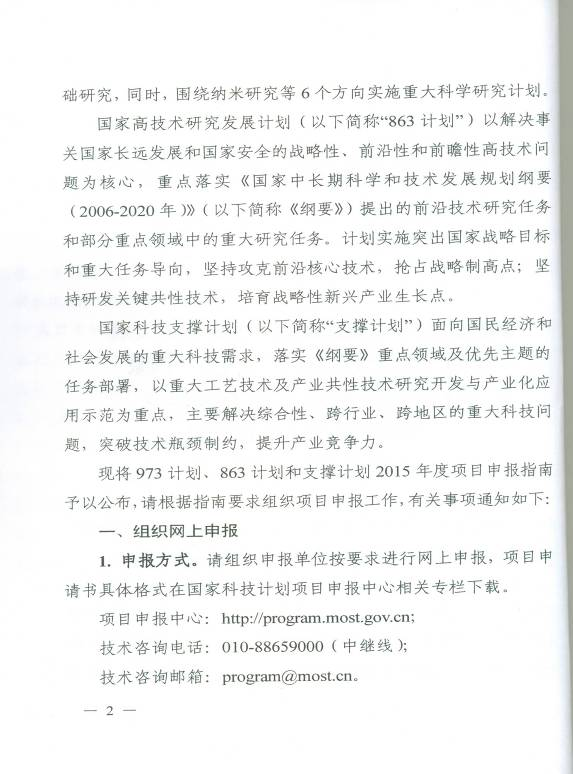 础研究，同时，围绕纳米研究等 6 个方向实施重大科学研究计划。
国家高技术研究发展计划（以下简称“863 计划”）以解决事
关国家长远发展和国家安全的战略性、前沿性和前瞻性高技术问
题为核心，重点落实《国家中长期科学和技术发展规划纲要
（2006-2020 年）》（以下简称《纲要》）提出的前沿技术研究任务
和部分重点领域中的重大研究任务。计划实施突出国家战略目标
和重大任务导向，坚持攻克前沿核心技术，抢占战略制高点；坚
持研发关键共性技术，培育战略性新兴产业生长点。
国家科技支撑计划（以下简称“支撑计划”）面向国民经济和
社会发展的重大科技需求，落实《纲要》重点领域及优先主题的
任务部署，以重大工艺技术及产业共性技术研究开发与产业化应
用示范为重点，主要解决综合性、跨行业、跨地区的重大科技问
题，突破技术瓶颈制约，提升产业竞争力。
现将 973 计划、863 计划和支撑计划 2015 年度项目申报指南
予以公布，请根据指南要求组织项目申报工作，有关事项通知如下：
一、组织网上申报
1. 申报方式。请组织申报单位按要求进行网上申报，项目申
请书具体格式在国家科技计划项目申报中心相关专栏下载。
项目申报中心：http://program.most.gov.cn;
技术咨询电话：010-88659000（中继线）;
技术咨询邮箱：program@most.cn。
— 2 —